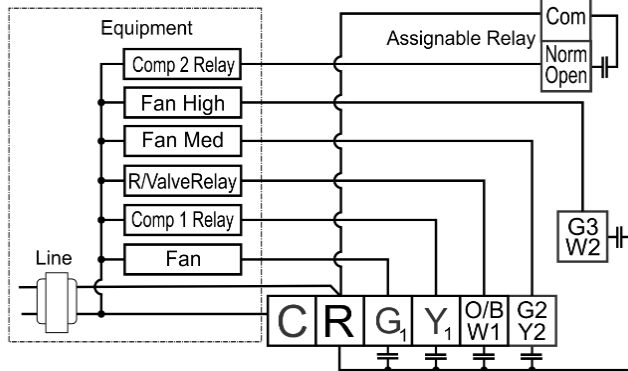 Equipment
Assignable Relay
Com
Norm
Open
Comp 2 Relay
Fan High
Fan Med
R/ValveRelay
Comp 1 Relay
Fan
G3
W2
Line
C
R
G1
Y1
O/B
W1
G2
Y2